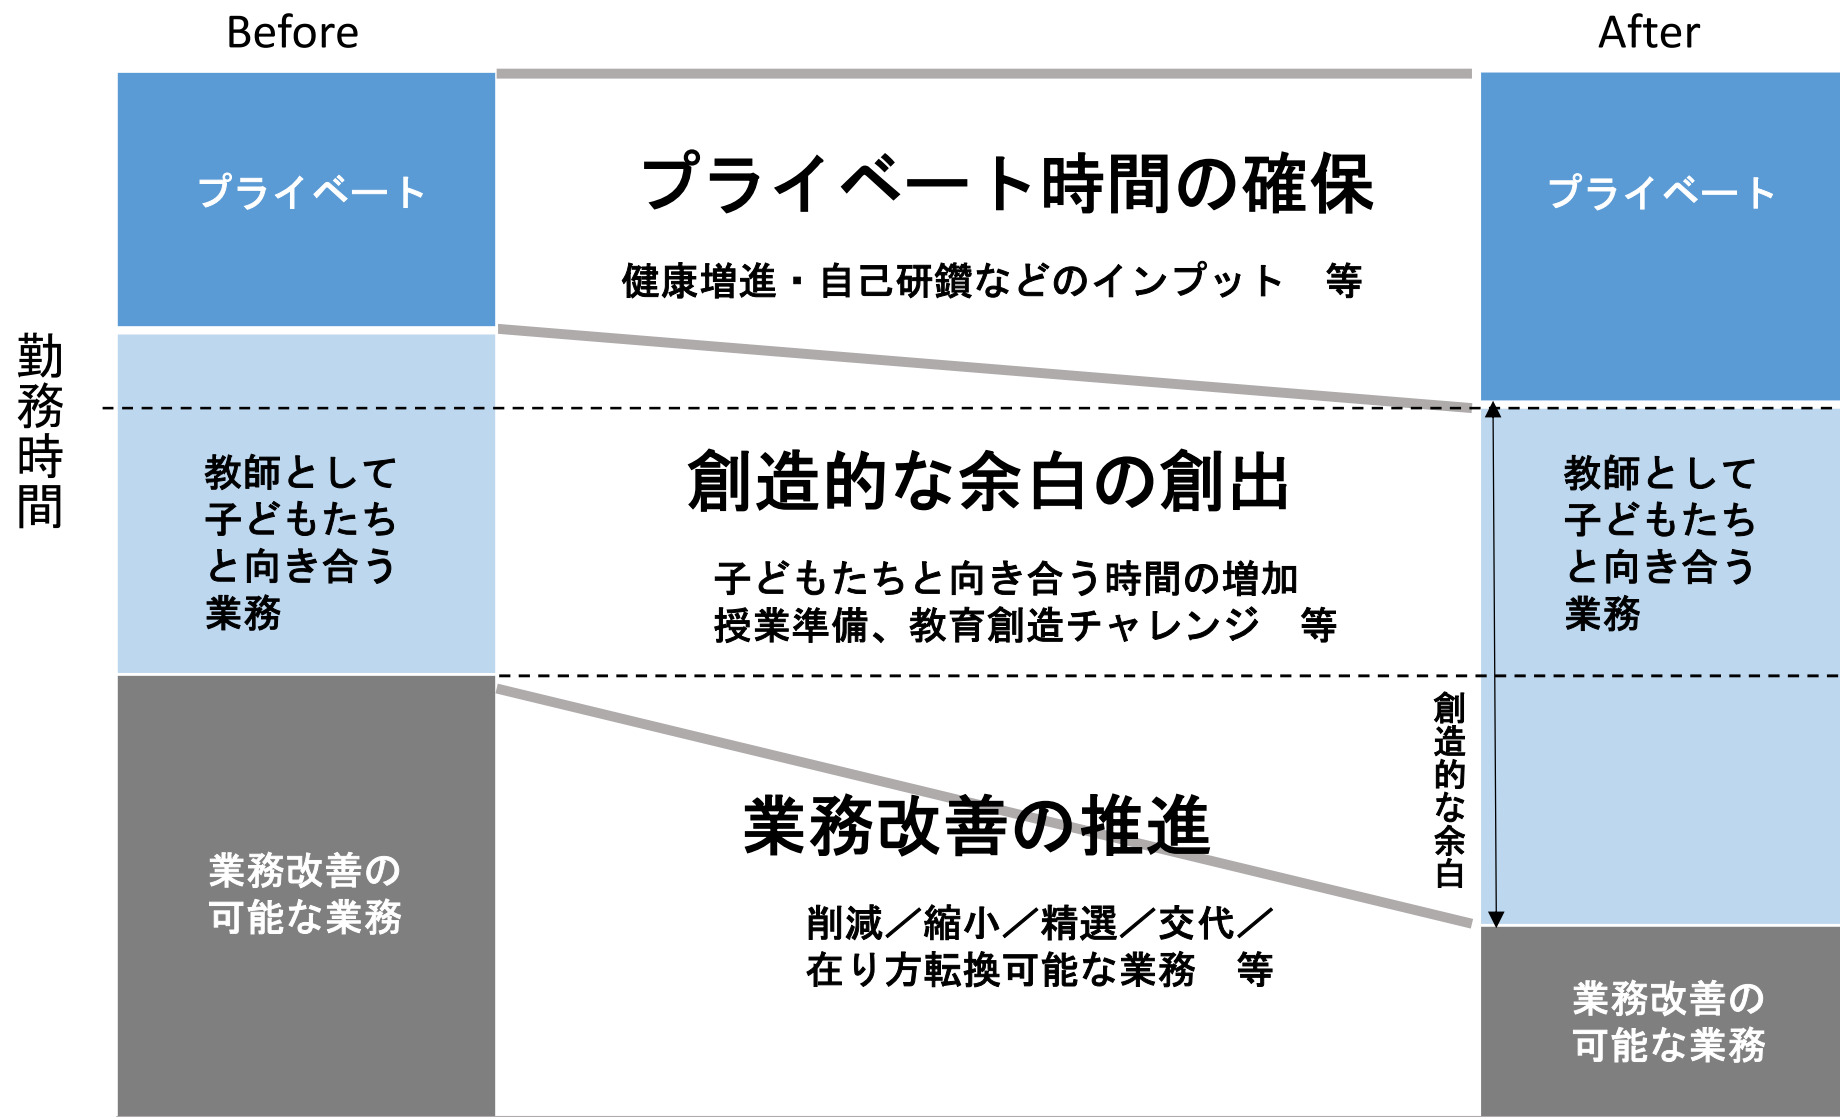 Before
After
プライベート
プライベート時間の確保
健康増進・自己研鑽などのインプット　等
プライベート
勤務時間
教師として
子どもたち
と向き合う
業務
創造的な余白の創出
子どもたちと向き合う時間の増加
授業準備、教育創造チャレンジ　等
教師として
子どもたち
と向き合う
業務
創造的な余白
業務改善の
可能な業務
業務改善の推進
削減／縮小／精選／交代／
在り方転換可能な業務　等
業務改善の
可能な業務